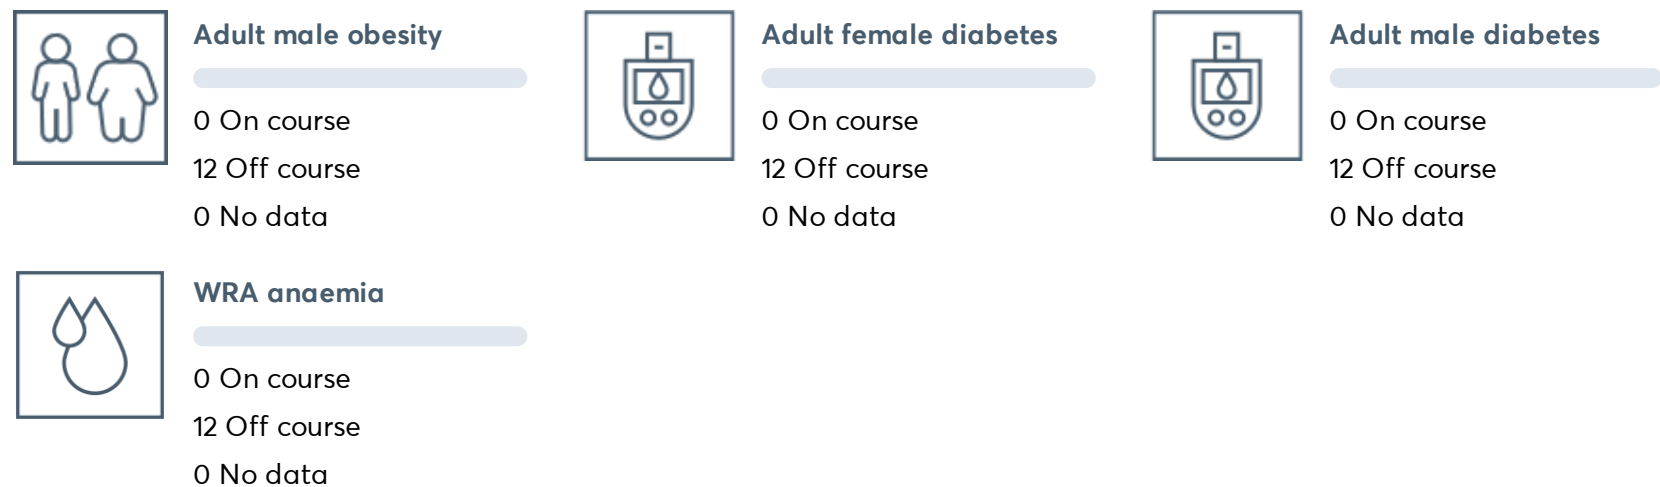 Adult male obesity
0 On course
12 Off course
0 No data
Adult female diabetes
0 On course
12 Off course
0 No data
Adult male diabetes
0 On course
12 Off course
0 No data
WRA anaemia
0 On course
12 Off course
0 No data